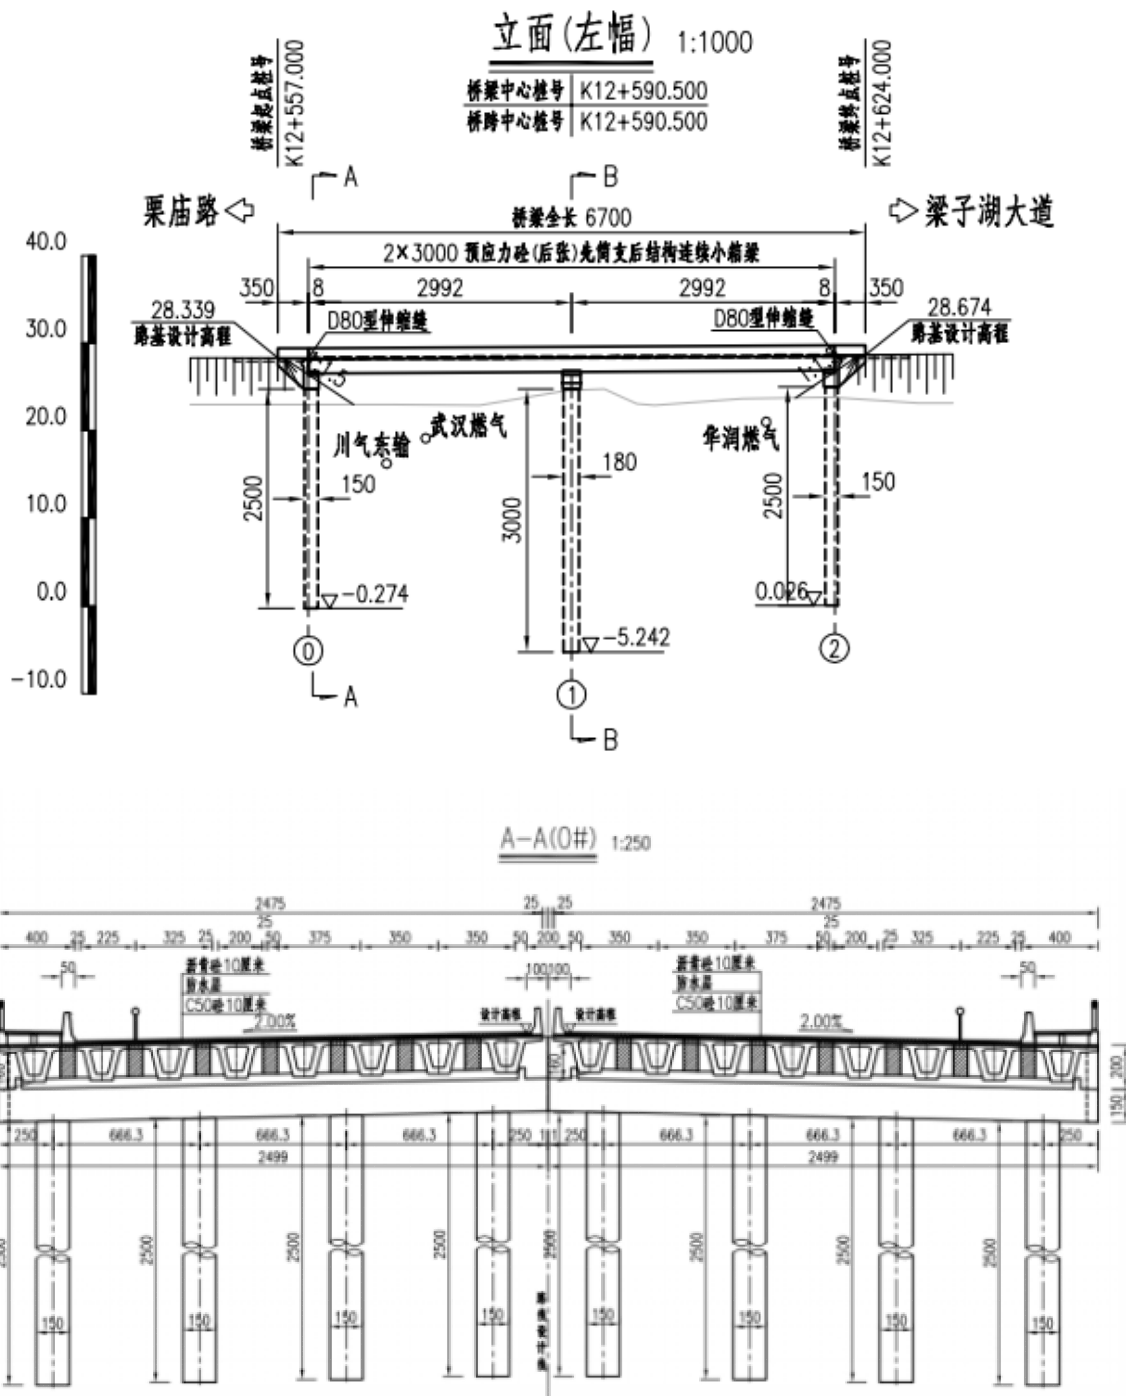 立面(左幅) 1:1000
桥梁中心桩号 K12+590.500
桥跨中心桩号 K12+590.500
桥梁起点桩号
K12+557.000
桥梁终点桩号
K12+624.000
A
B
栗庙路
梁子湖大道
桥梁全长 6700
2×3000 预应力砼(后张)先简支后结构连续小箱梁
350 8 2992 2992 8 350
28.339
路基设计高程
D80型伸缩缝
D80型伸缩缝
28.674
路基设计高程
40.0
30.0
20.0
10.0
0.0
-10.0
川气东输
武汉燃气
华润燃气
2500
150
3000
180
2500
150
-0.274
-5.242
0.026
0
1
2
A
B
A-A(0#) 1:250
2475 25 25 2475
400 25 225 325 25 200 50 375 350 350 50 200 50 350 350 375 50 200 25 325 225 25 400
25
25
50
100 100
50
沥青砼10厘米
防水层
C50砼10厘米
2.00%
设计高程
设计高程
沥青砼10厘米
防水层
C50砼10厘米
2.00%
160
200
150
250 666.3 666.3 666.3 250 1 1 250 666.3 666.3 666.3 250
2499 2499
2500 2500 2500 2500 2500 2500 2500 2500
路线设计线
150 150 150 150 150 150 150 150